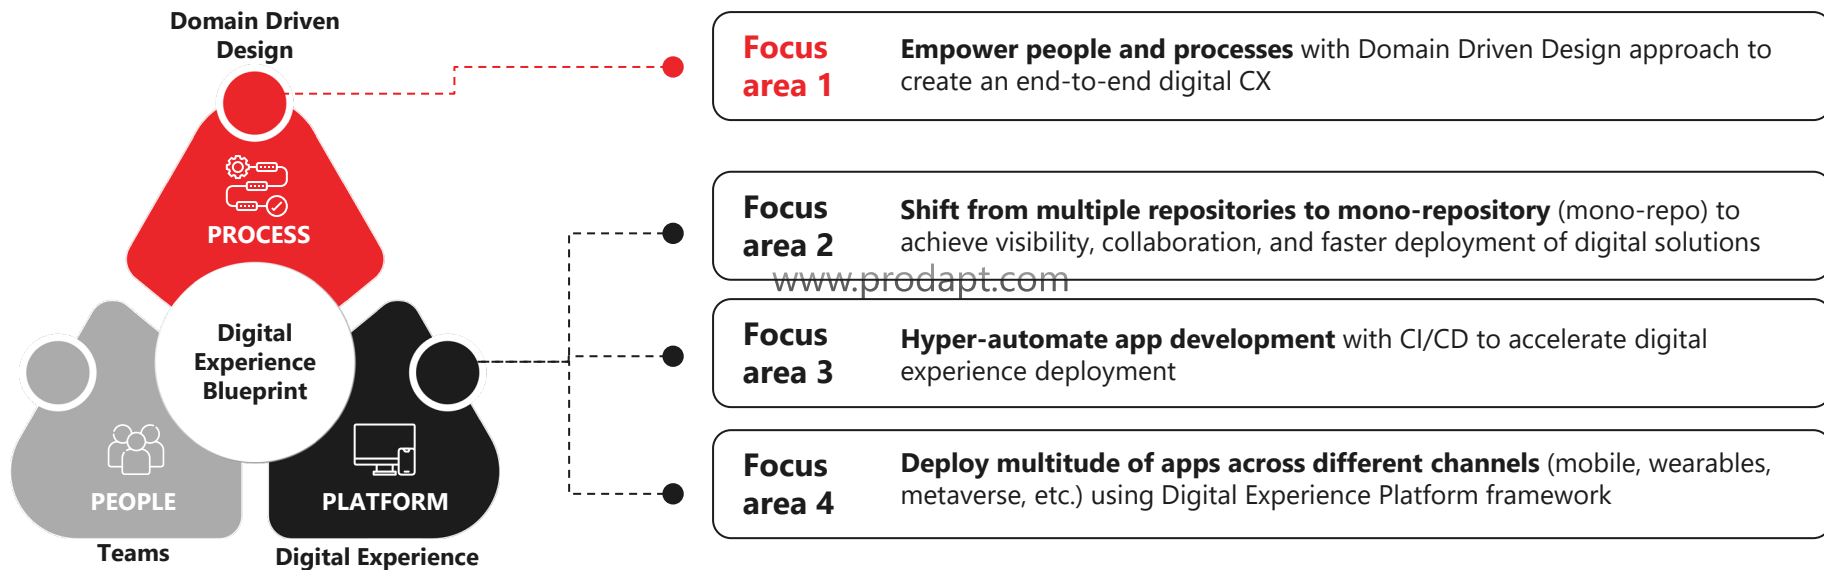 Domain Driven
Design
PROCESS
Digital
Experience
Blueprint
PEOPLE
PLATFORM
Teams
Digital Experience
Focus
area 1
Empower people and processes with Domain Driven Design approach to
create an end-to-end digital CX
Focus
area 2
Shift from multiple repositories to mono-repository (mono-repo) to
achieve visibility, collaboration, and faster deployment of digital solutions
www.prodapt.com
Focus
area 3
Hyper-automate app development with CI/CD to accelerate digital
experience deployment
Focus
area 4
Deploy multitude of apps across different channels (mobile, wearables,
metaverse, etc.) using Digital Experience Platform framework